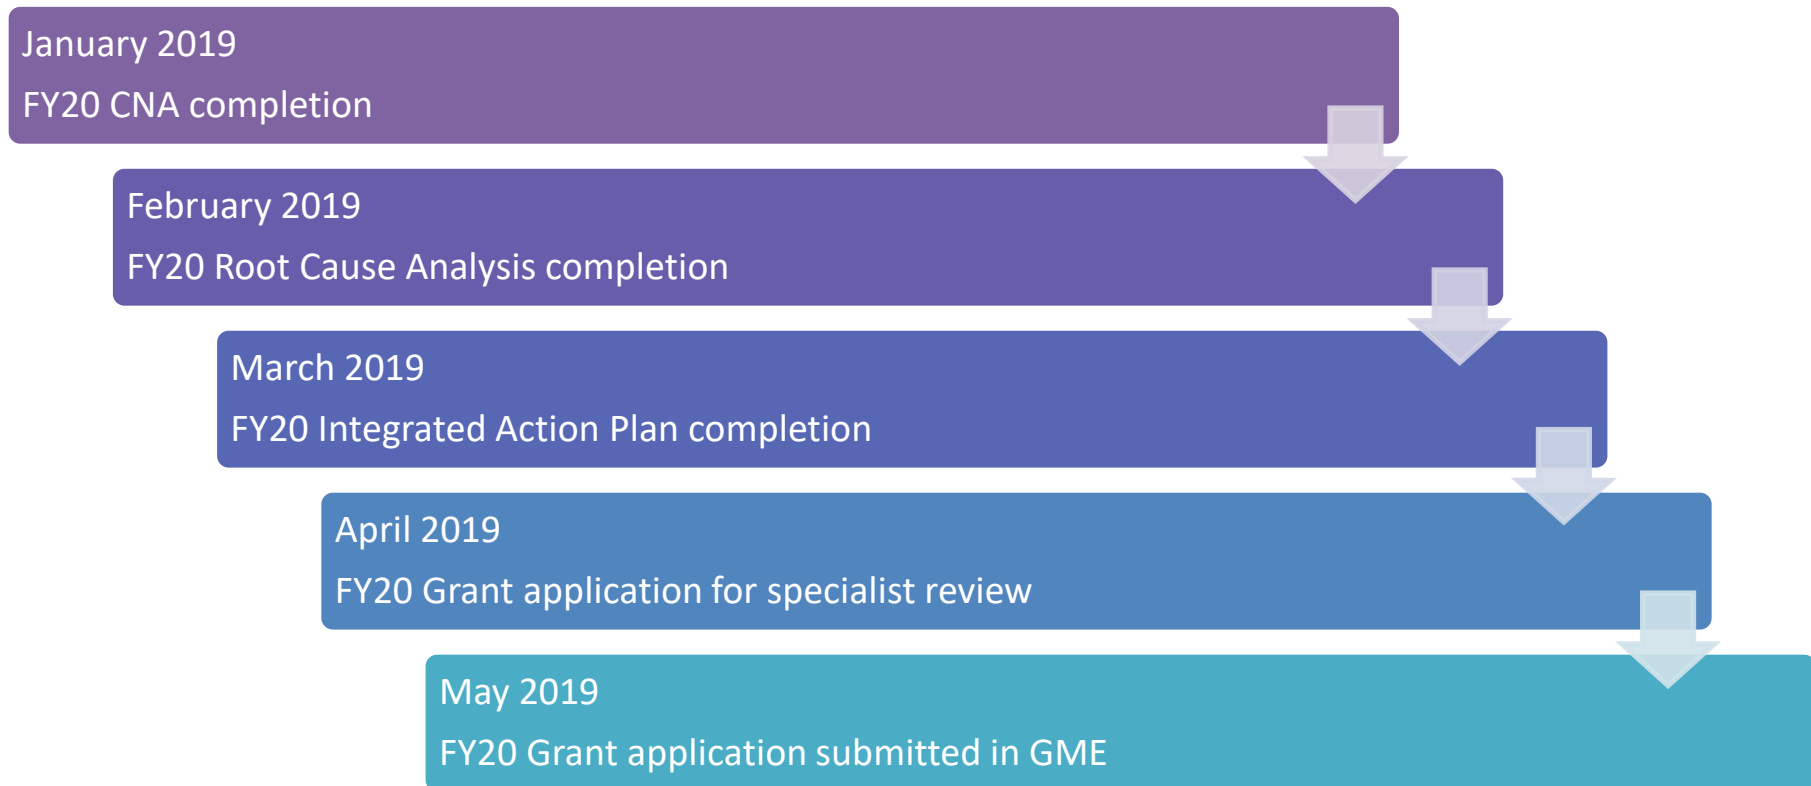 January 2019
FY20 CNA completion
February 2019
FY20 Root Cause Analysis completion
March 2019
FY20 Integrated Action Plan completion
April 2019
FY20 Grant application for specialist review
May 2019
FY20 Grant application submitted in GME